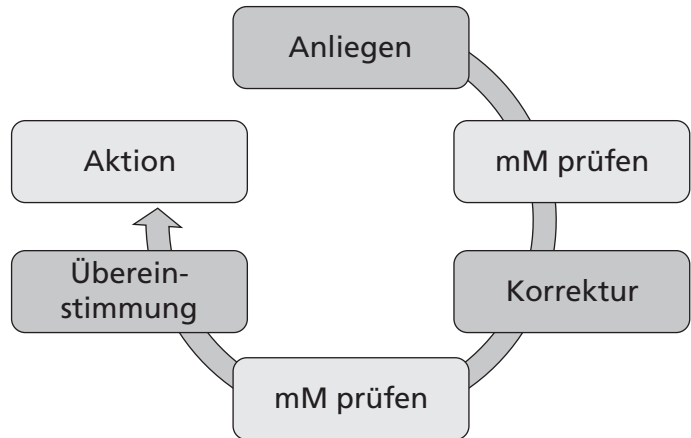 Anliegen
mM prüfen
Korrektur
mM prüfen
Überein-
stimmung
Aktion